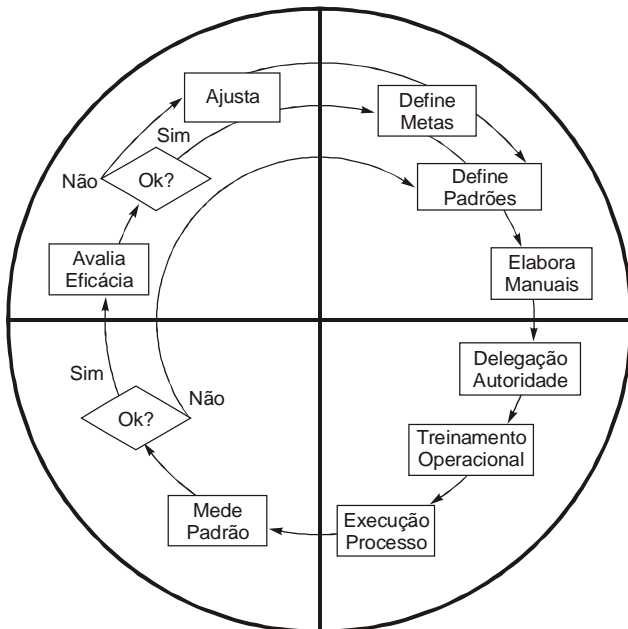 Ajusta
Define
Metas
Sim
Não
Ok?
Define
Padrões
Avalia
Eficácia
Elabora
Manuais
Delegação
Autoridade
Sim
Não
Ok?
Treinamento
Operacional
Mede
Padrão
Execução
Processo